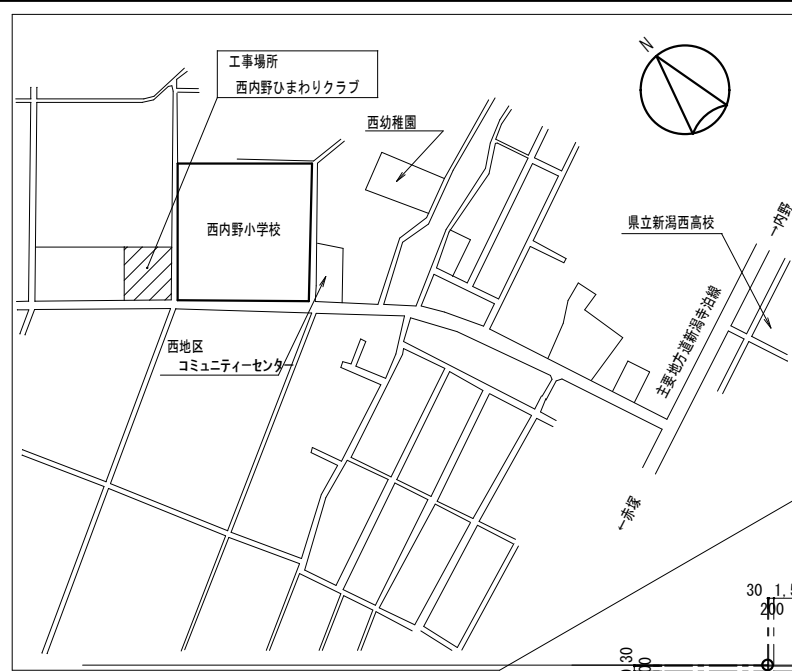 工事場所
西内野ひまわりクラブ
N
西幼稚園
西内野小学校
県立新潟西高校
→内野
主要地方道新潟寺泊線
西地区
コミュニティーセンター
←赤塚
30
200
30